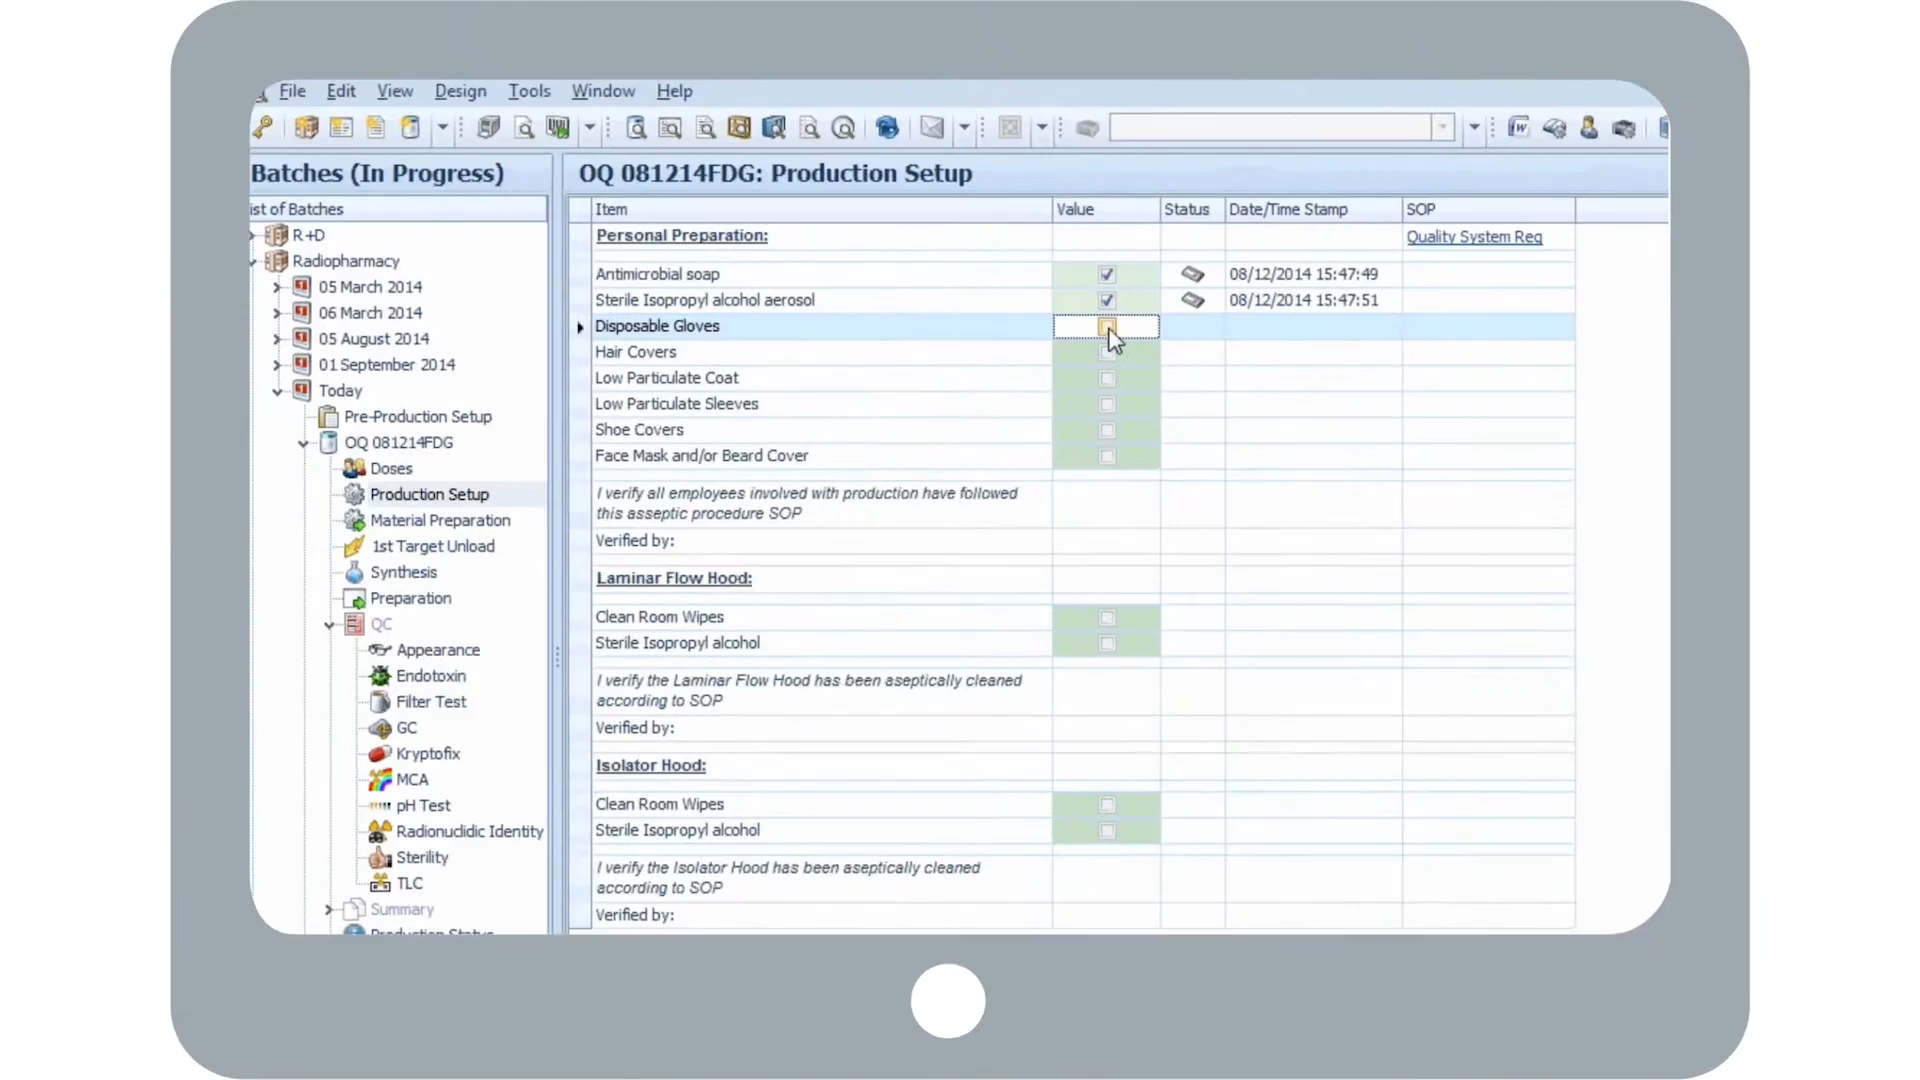 File Edit View Design Tools Window Help
Batches (In Progress)
OQ 081214FDG: Production Setup
ist of Batches
R+D
Radiopharmacy
05 March 2014
06 March 2014
05 August 2014
01 September 2014
Today
Pre-Production Setup
OQ 081214FDG
Doses
Production Setup
Material Preparation
1st Target Unload
Synthesis
Preparation
QC
Appearance
Endotoxin
Filter Test
GC
Kryptofix
MCA
pH Test
Radionuclidic Identity
Sterility
TLC
Summary
Production Status
Item Value Status Date/Time Stamp SOP
Personal Preparation: Quality System Req
Antimicrobial soap 08/12/2014 15:47:49
Sterile Isopropyl alcohol aerosol 08/12/2014 15:47:51
Disposable Gloves
Hair Covers
Low Particulate Coat
Low Particulate Sleeves
Shoe Covers
Face Mask and/or Beard Cover
I verify all employees involved with production have followed
this asseptic procedure SOP
Verified by:
Laminar Flow Hood:
Clean Room Wipes
Sterile Isopropyl alcohol
I verify the Laminar Flow Hood has been aseptically cleaned
according to SOP
Verified by:
Isolator Hood:
Clean Room Wipes
Sterile Isopropyl alcohol
I verify the Isolator Hood has been aseptically cleaned
according to SOP
Verified by: